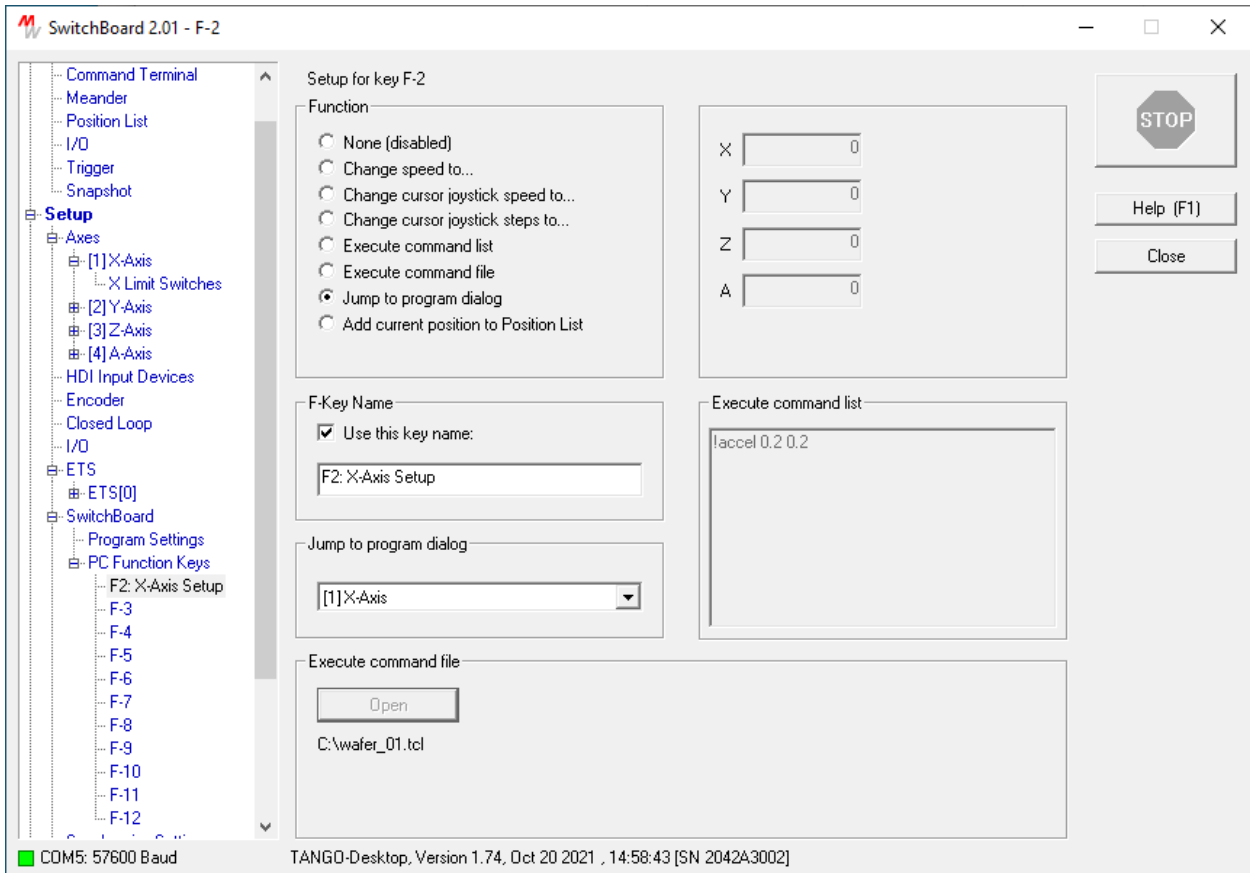 SwitchBoard 2.01 - F-2
Command Terminal
Meander
Position List
I/O
Trigger
Snapshot
Setup
Axes
[1] X-Axis
X Limit Switches
[2] Y-Axis
[3] Z-Axis
[4] A-Axis
HDI Input Devices
Encoder
Closed Loop
I/O
ETS
ETS[0]
SwitchBoard
Program Settings
PC Function Keys
F2: X-Axis Setup
F-3
F-4
F-5
F-6
F-7
F-8
F-9
F-10
F-11
F-12
Setup for key F-2
Function
None (disabled)
Change speed to...
Change cursor joystick speed to...
Change cursor joystick steps to...
Execute command list
Execute command file
Jump to program dialog
Add current position to Position List
X 0
Y 0
Z 0
A 0
F-Key Name
Use this key name:
F2: X-Axis Setup
Jump to program dialog
[1] X-Axis
Execute command list
!accel 0.2 0.2
Execute command file
Open
C:\wafer_01.tcl
STOP
Help (F1)
Close
COM5: 57600 Baud
TANGO-Desktop, Version 1.74, Oct 20 2021 , 14:58:43 [SN 2042A3002]